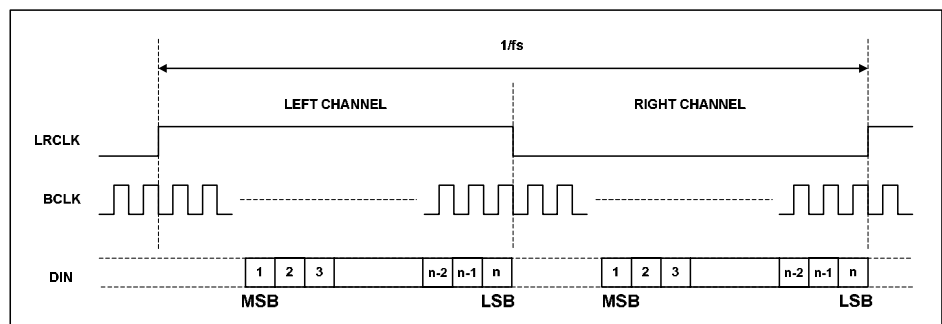 1/fs
LEFT CHANNEL RIGHT CHANNEL
LRCLK
BCLK
DIN 1 2 3 n-2 n-1 n 1 2 3 n-2 n-1 n
MSB LSB MSB LSB